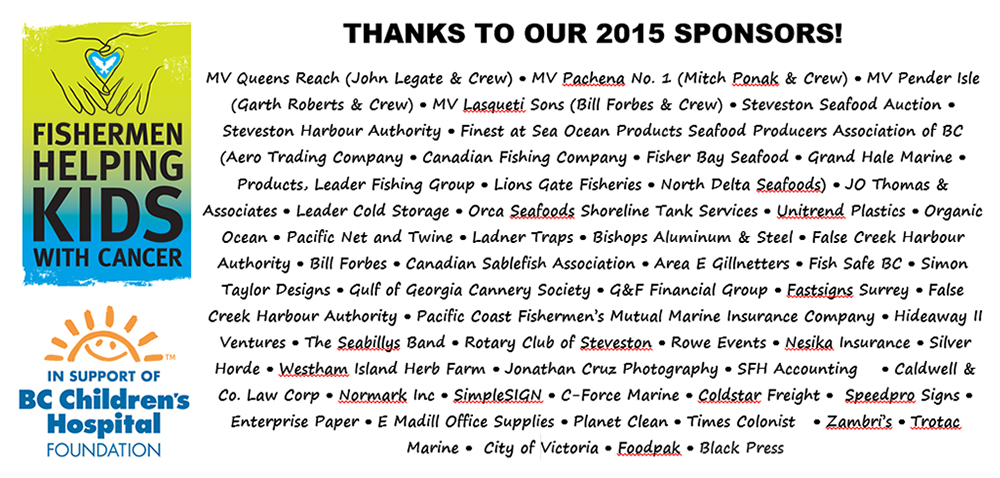 FISHERMEN
HELPING
KIDS
WITH CANCER
TM
IN SUPPORT OF
BC Children's
Hospital
FOUNDATION
THANKS TO OUR 2015 SPONSORS!
MV Queens Reach (John Legate & Crew) • MV Pachena No. 1 (Mitch Ponak & Crew) • MV Pender Isle
(Garth Roberts & Crew) • MV Lasqueti Sons (Bill Forbes & Crew) • Steveston Seafood Auction •
Steveston Harbour Authority • Finest at Sea Ocean Products Seafood Producers Association of BC
(Aero Trading Company • Canadian Fishing Company • Fisher Bay Seafood • Grand Hale Marine •
Products, Leader Fishing Group • Lions Gate Fisheries • North Delta Seafoods) • JO Thomas &
Associates • Leader Cold Storage • Orca Seafoods Shoreline Tank Services • Unitrend Plastics • Organic
Ocean • Pacific Net and Twine • Ladner Traps • Bishops Aluminum & Steel • False Creek Harbour
Authority • Bill Forbes • Canadian Sablefish Association • Area E Gillnetters • Fish Safe BC • Simon
Taylor Designs • Gulf of Georgia Cannery Society • G&F Financial Group • Fastsigns Surrey • False
Creek Harbour Authority • Pacific Coast Fishermen's Mutual Marine Insurance Company • Hideaway II
Ventures • The Seabillys Band • Rotary Club of Steveston • Rowe Events • Nesika Insurance • Silver
Horde • Westham Island Herb Farm • Jonathan Cruz Photography • SFH Accounting • Caldwell &
Co. Law Corp • Normark Inc • SimpleSIGN • C-Force Marine • Coldstar Freight • Speedpro Signs •
Enterprise Paper • E Madill Office Supplies • Planet Clean • Times Colonist • Zambri's • Trotac
Marine • City of Victoria • Foodpak • Black Press